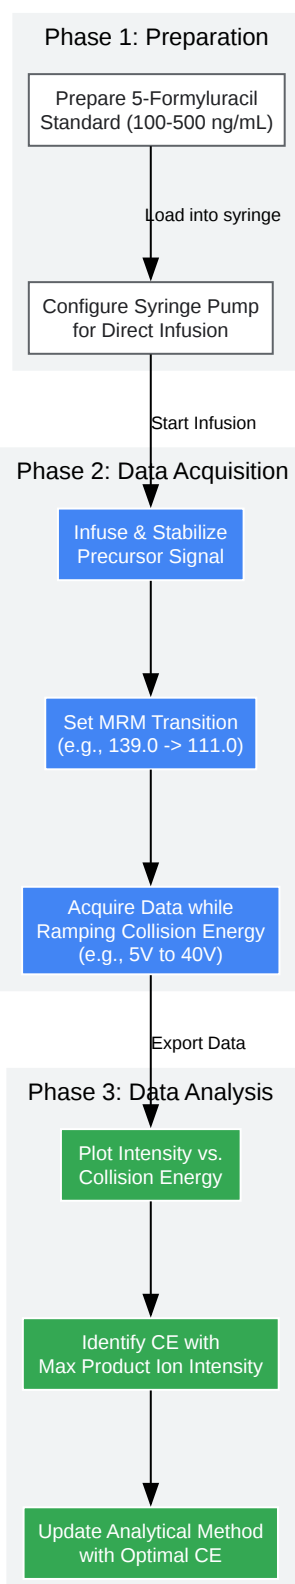 Phase 1: Preparation
Prepare 5-Formyluracil
Standard (100-500 ng/mL)
Load into syringe
Configure Syringe Pump
for Direct Infusion
Start Infusion
Phase 2: Data Acquisition
Infuse & Stabilize
Precursor Signal
Set MRM Transition
(e.g., 139.0 -> 111.0)
Acquire Data while
Ramping Collision Energy
(e.g., 5V to 40V)
Export Data
Phase 3: Data Analysis
Plot Intensity vs.
Collision Energy
Identify CE with
Max Product Ion Intensity
Update Analytical Method
with Optimal CE